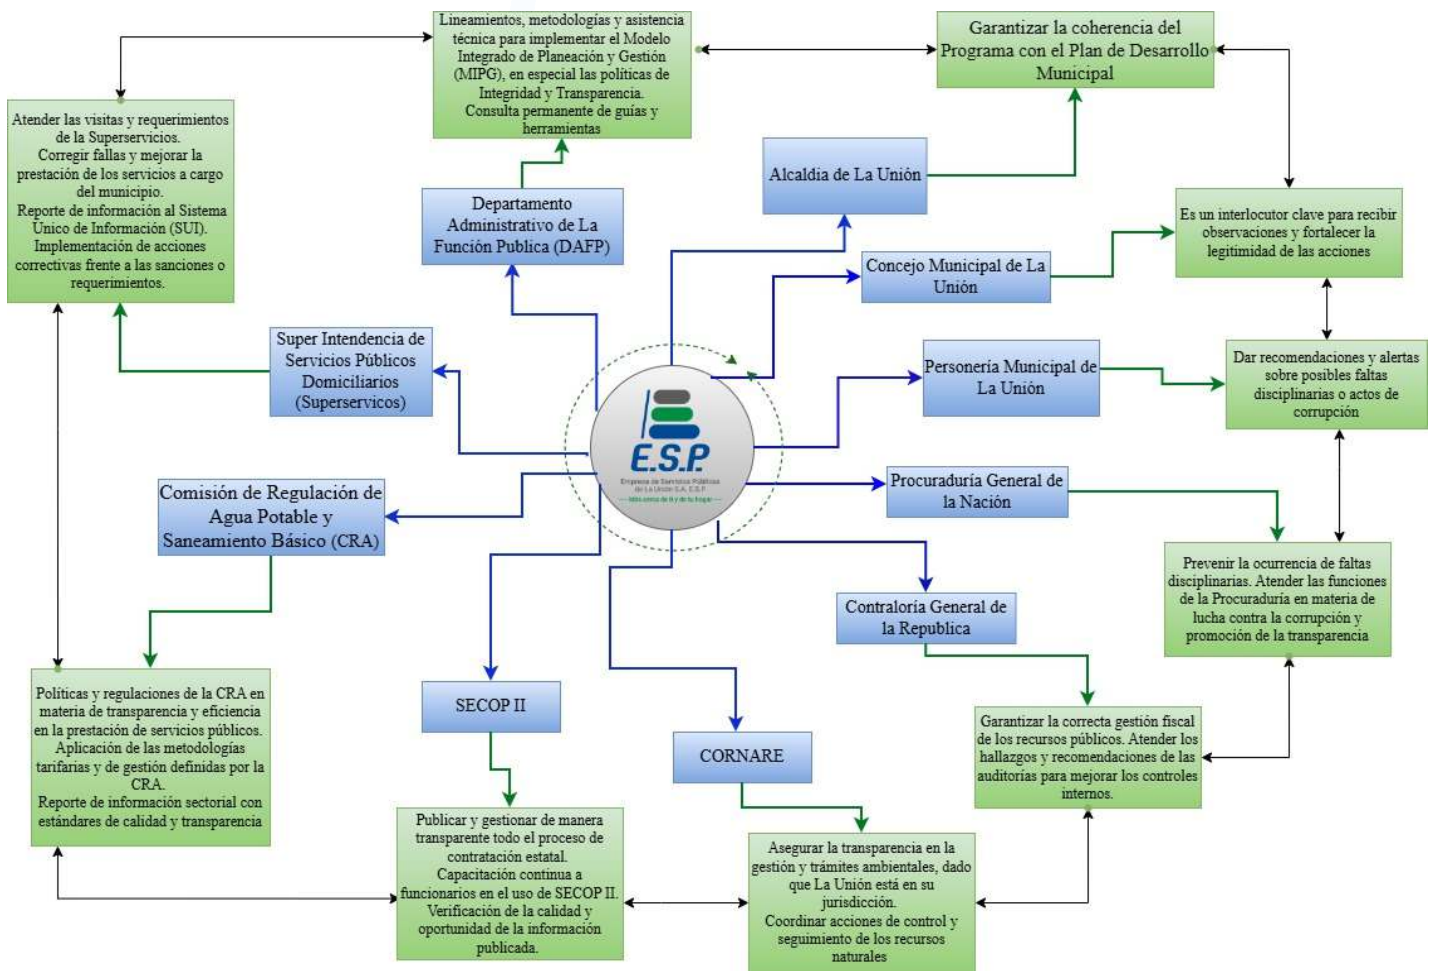 Lineamientos, metodologías y asistencia
técnica para implementar el Modelo
Integrado de Planeación y Gestión
(MIPG), en especial las políticas de
Integridad y Transparencia.
Consulta permanente de guías y
herramientas
Garantizar la coherencia del
Programa con el Plan de Desarrollo
Municipal
Atender las visitas y requerimientos
de la Superservicios.
Corregir fallas y mejorar la
prestación de los servicios a cargo
del municipio.
Reporte de información al Sistema
Único de Información (SUI).
Implementación de acciones
correctivas frente a las sanciones o
requerimientos.
Departamento
Administrativo de La
Función Publica (DAFP)
Alcaldía de La Unión
Es un interlocutor clave para recibir
observaciones y fortalecer la
legitimidad de las acciones
Concejo Municipal de La
Unión
Super Intendencia de
Servicios Públicos
Domiciliarios
(Superservicos)
Personería Municipal de
La Unión
Dar recomendaciones y alertas
sobre posibles faltas
disciplinarias o actos de
corrupción
E.S.P.
Empresa de Servicios Públicos
de La Unión S.A. E.S.P
Comisión de Regulación de
Agua Potable y
Saneamiento Básico (CRA)
Procuraduría General de
la Nación
Prevenir la ocurrencia de faltas
disciplinarias. Atender las funciones
de la Procuraduría en materia de
lucha contra la corrupción y
promoción de la transparencia
Contraloría General de
la Republica
Políticas y regulaciones de la CRA en
materia de transparencia y eficiencia
en la prestación de servicios públicos.
Aplicación de las metodologías
tarifarias y de gestión definidas por la
CRA.
Reporte de información sectorial con
estándares de calidad y transparencia
SECOP II
CORNARE
Garantizar la correcta gestión fiscal
de los recursos públicos. Atender los
hallazgos y recomendaciones de las
auditorías para mejorar los controles
internos.
Publicar y gestionar de manera
transparente todo el proceso de
contratación estatal.
Capacitación continua a
funcionarios en el uso de SECOP II.
Verificación de la calidad y
oportunidad de la información
publicada.
Asegurar la transparencia en la
gestión y trámites ambientales, dado
que La Unión está en su
jurisdicción.
Coordinar acciones de control y
seguimiento de los recursos
naturales